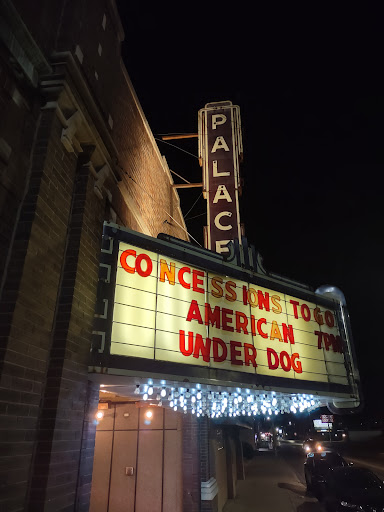 PALACE
CONCESSIONS TO GO
AMERICAN 7PM
UNDER DOG